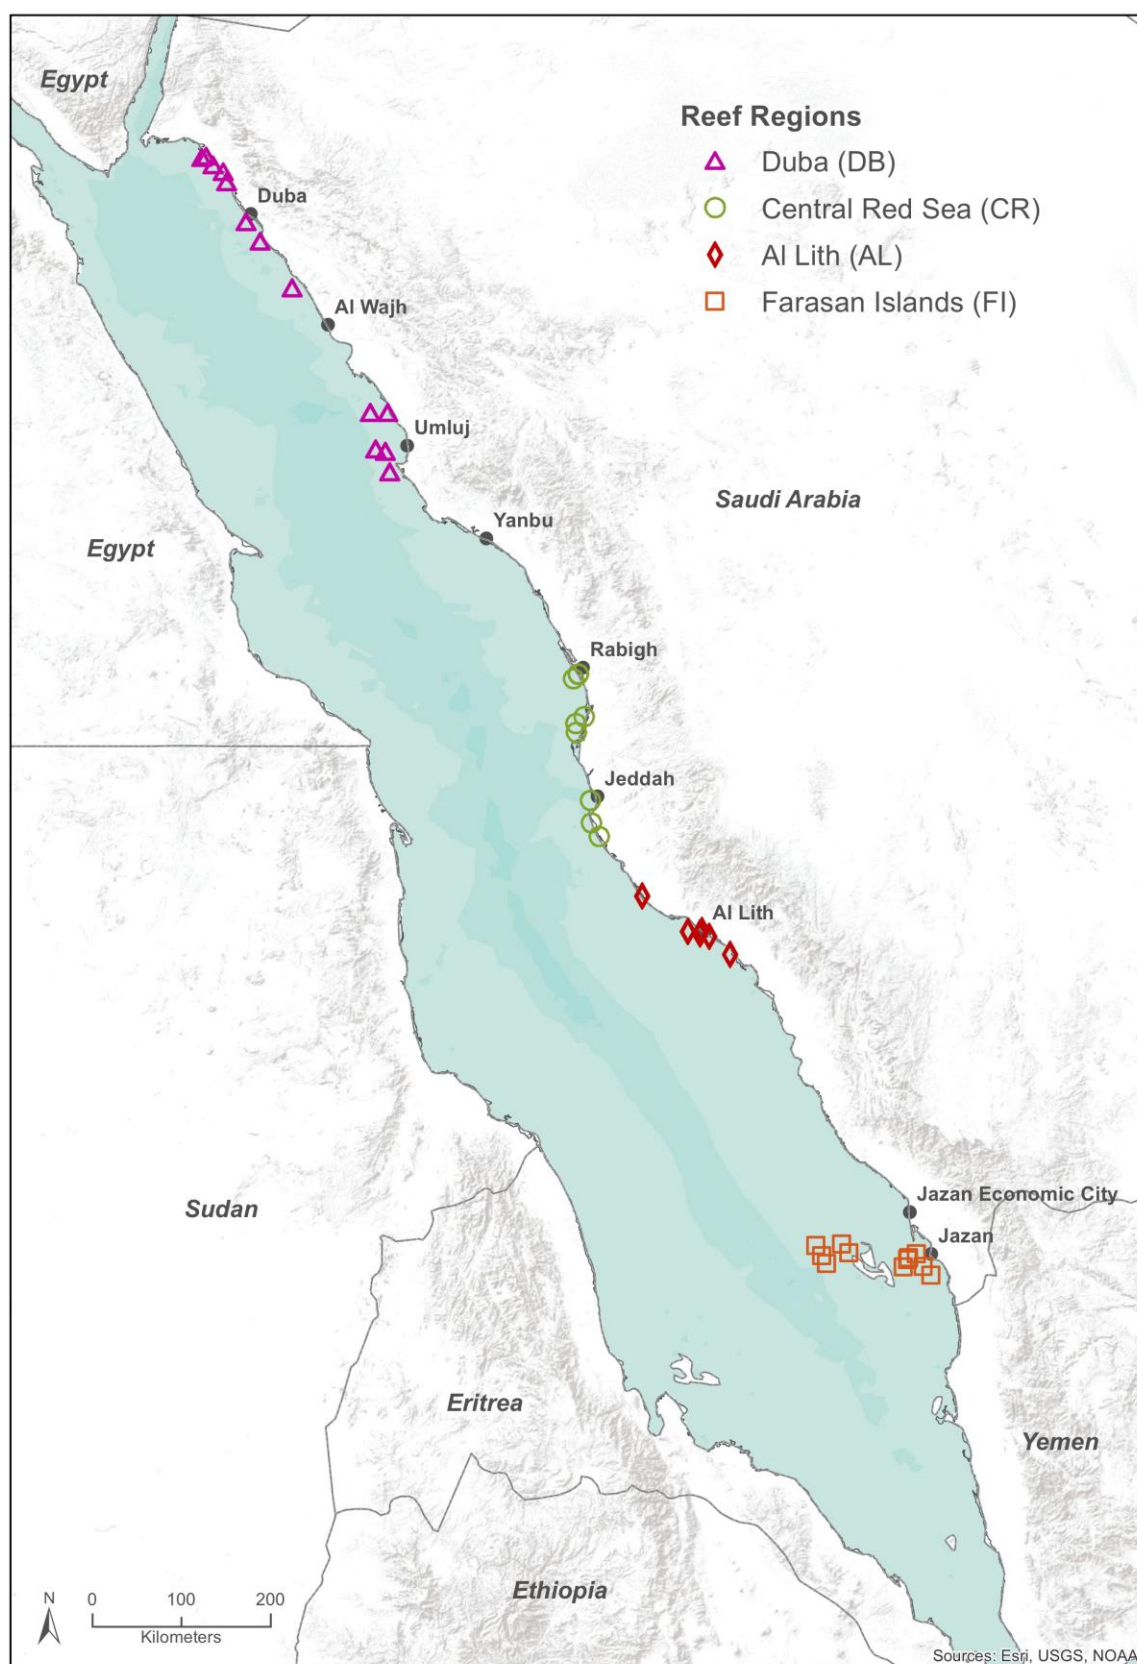 Egypt
Reef Regions
Duba (DB)
Central Red Sea (CR)
Al Lith (AL)
Farasan Islands (FI)
Duba
Al Wajh
Umluj
Saudi Arabia
Yanbu
Egypt
Rabigh
Jeddah
Al Lith
Jazan Economic City
Sudan
Jazan
Eritrea
Yemen
Ethiopia
N
0 100 200
Kilometers
Sources: Esri, USGS, NOAA